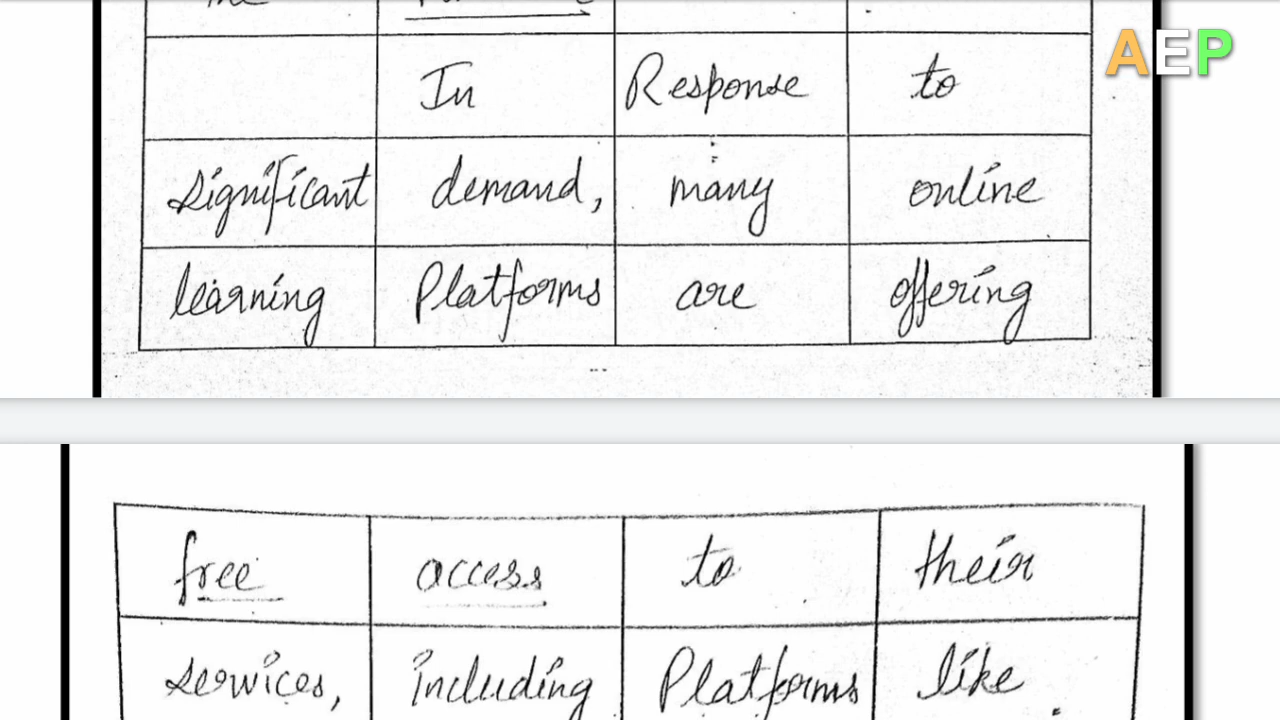 AEP
In Response to
significant demand, many online
learning Platforms are offering
free access to their
services, including Platforms like